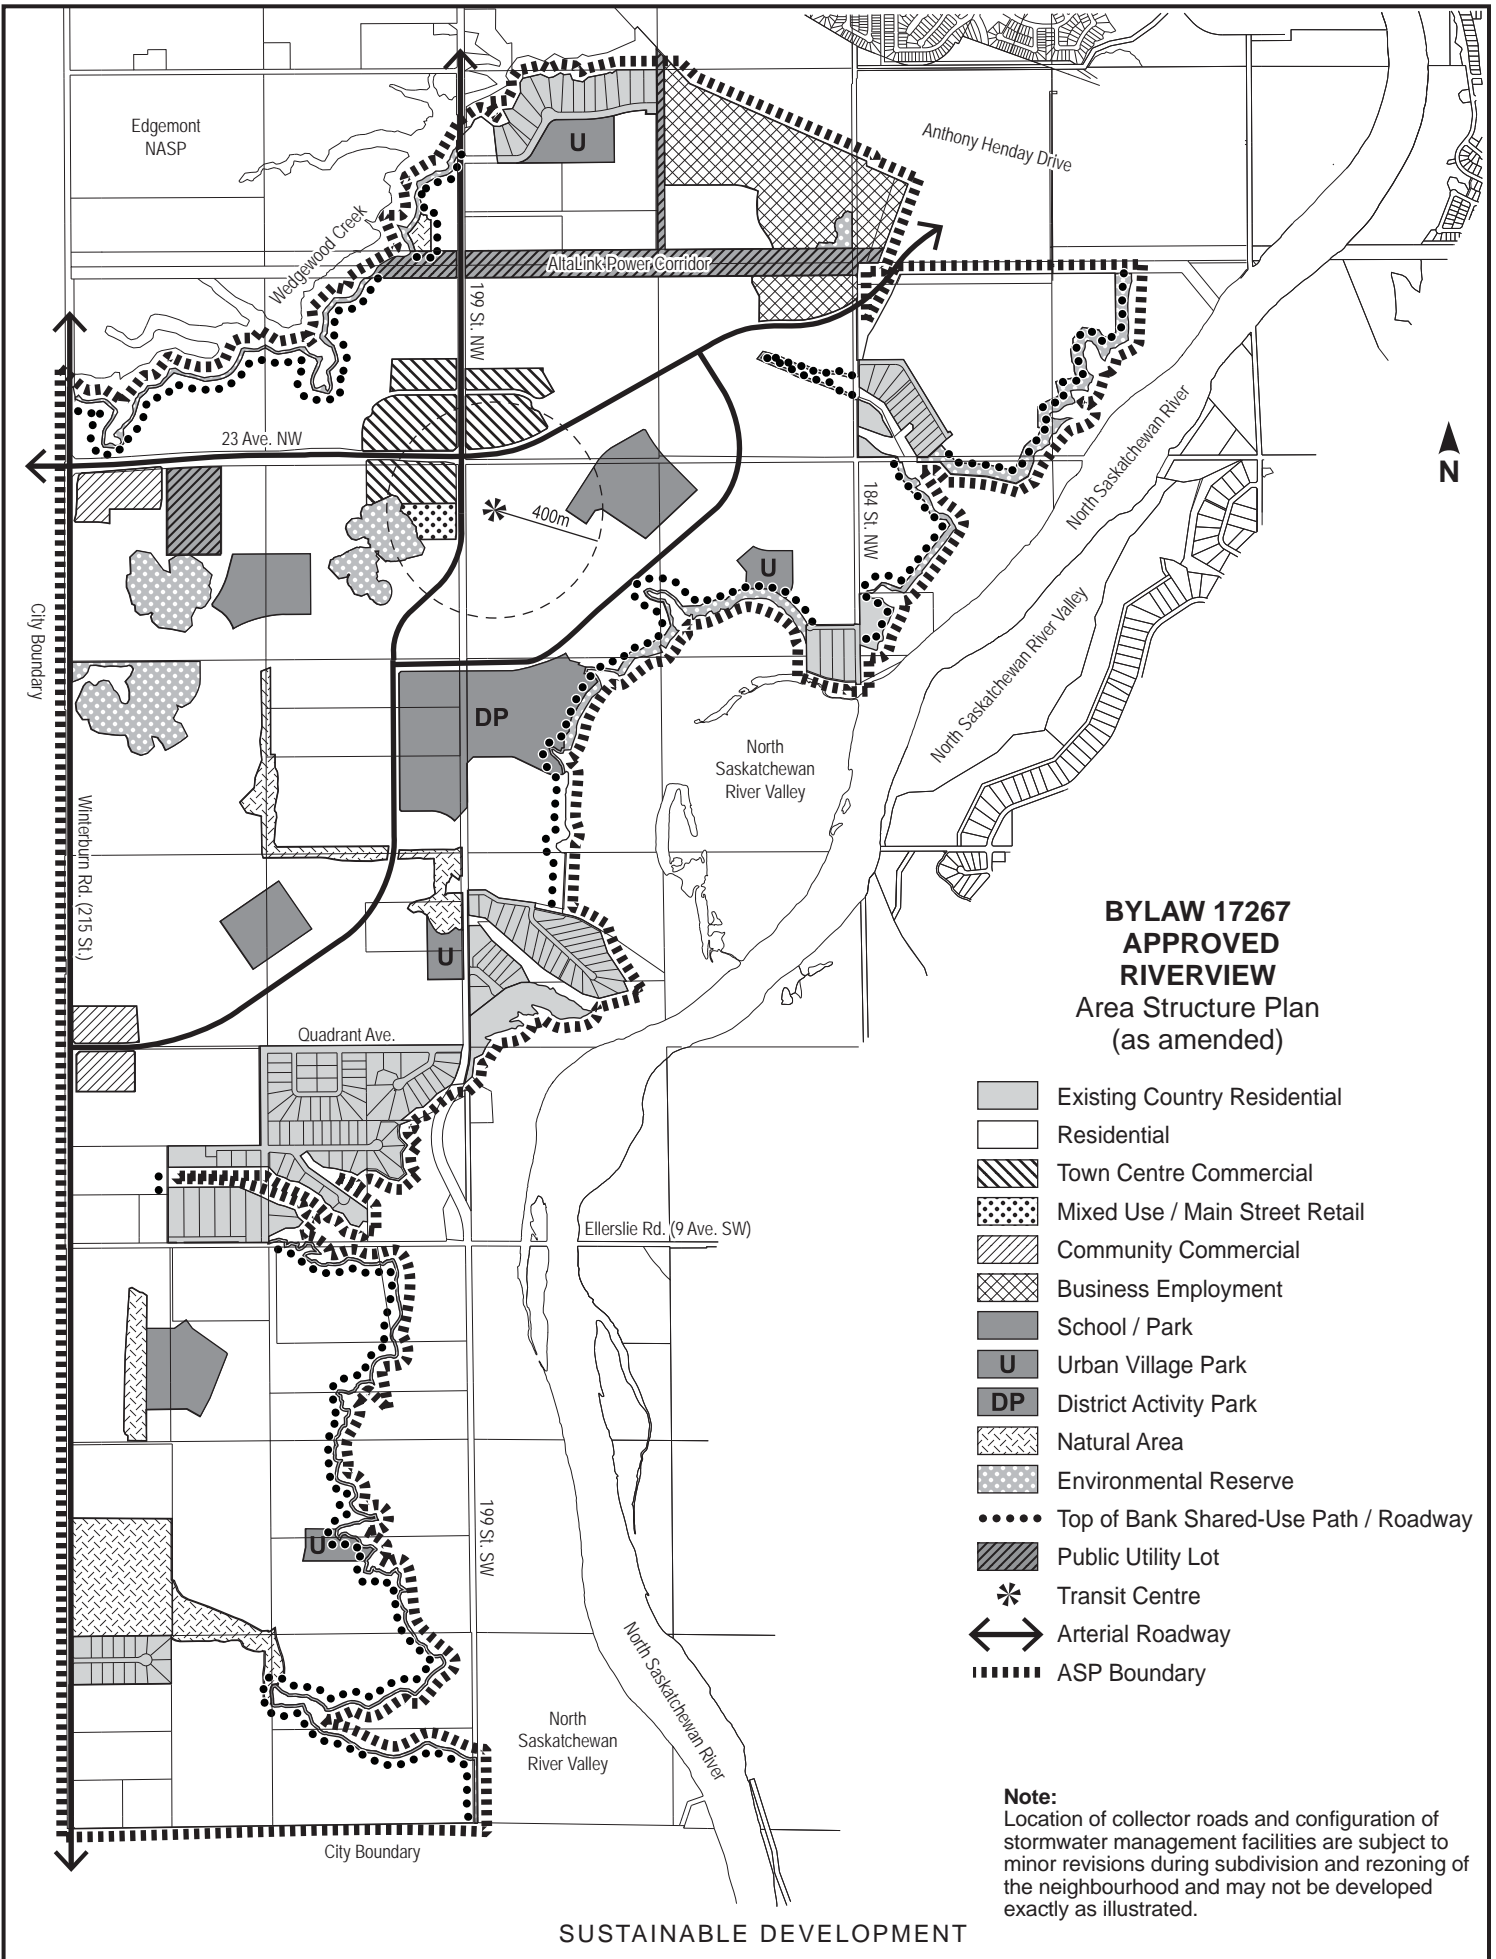 Edgemont
NASP
U
Anthony Henday Drive
Wedgewood Creek
AltaLink Power Corridor
199 St. NW
23 Ave. NW
400m
184 St. NW
U
North Saskatchewan River
N
City Boundary
North Saskatchewan River Valley
DP
North
Saskatchewan
River Valley
Winterburn Rd. (215 St.)
U
Quadrant Ave.
Ellerslie Rd. (9 Ave. SW)
199 St. SW
U
North Saskatchewan River
North
Saskatchewan
River Valley
City Boundary
BYLAW 17267
APPROVED
RIVERVIEW
Area Structure Plan
(as amended)
Existing Country Residential
Residential
Town Centre Commercial
Mixed Use / Main Street Retail
Community Commercial
Business Employment
School / Park
U Urban Village Park
DP District Activity Park
Natural Area
Environmental Reserve
Top of Bank Shared-Use Path / Roadway
Public Utility Lot
Transit Centre
Arterial Roadway
ASP Boundary
Note:
Location of collector roads and configuration of
stormwater management facilities are subject to
minor revisions during subdivision and rezoning of
the neighbourhood and may not be developed
exactly as illustrated.
SUSTAINABLE DEVELOPMENT